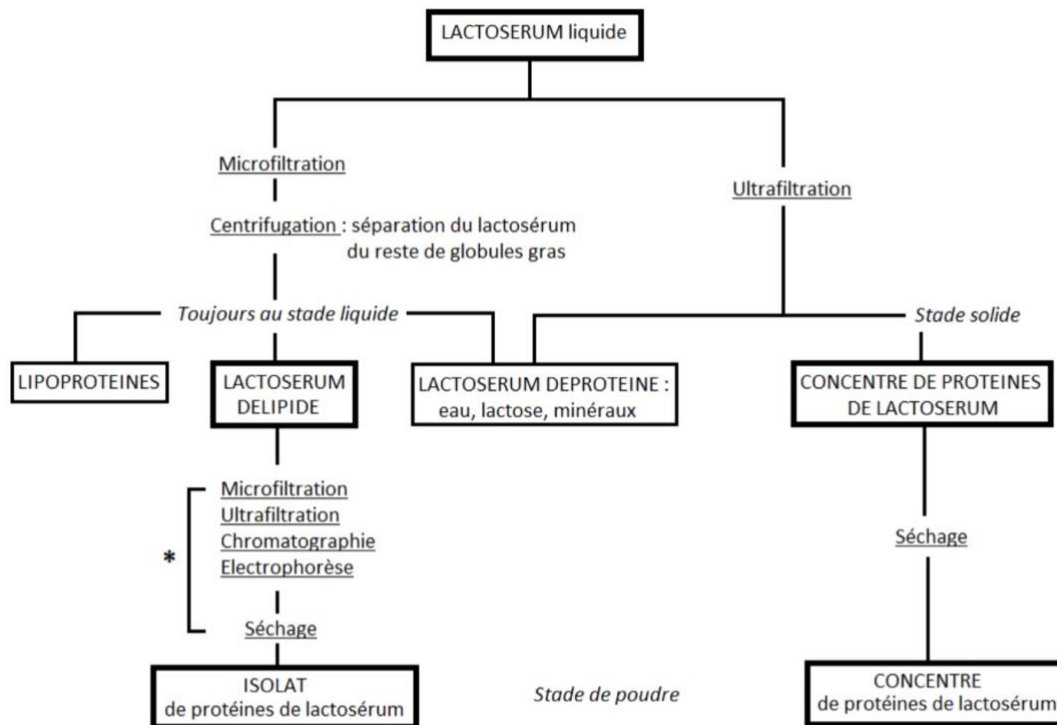 LACTOSERUM liquide
Microfiltration
Ultrafiltration
Centrifugation : séparation du lactosérum
du reste de globules gras
Toujours au stade liquide
Stade solide
LIPOPROTEINES
LACTOSERUM
DELIPIDE
LACTOSERUM DEPROTEINE :
eau, lactose, minéraux
CONCENTRE DE PROTEINES
DE LACTOSERUM
Microfiltration
Ultrafiltration
Chromatographie
Electrophorèse
*
Séchage
Séchage
ISOLAT
de protéines de lactosérum
Stade de poudre
CONCENTRE
de protéines de lactosérum